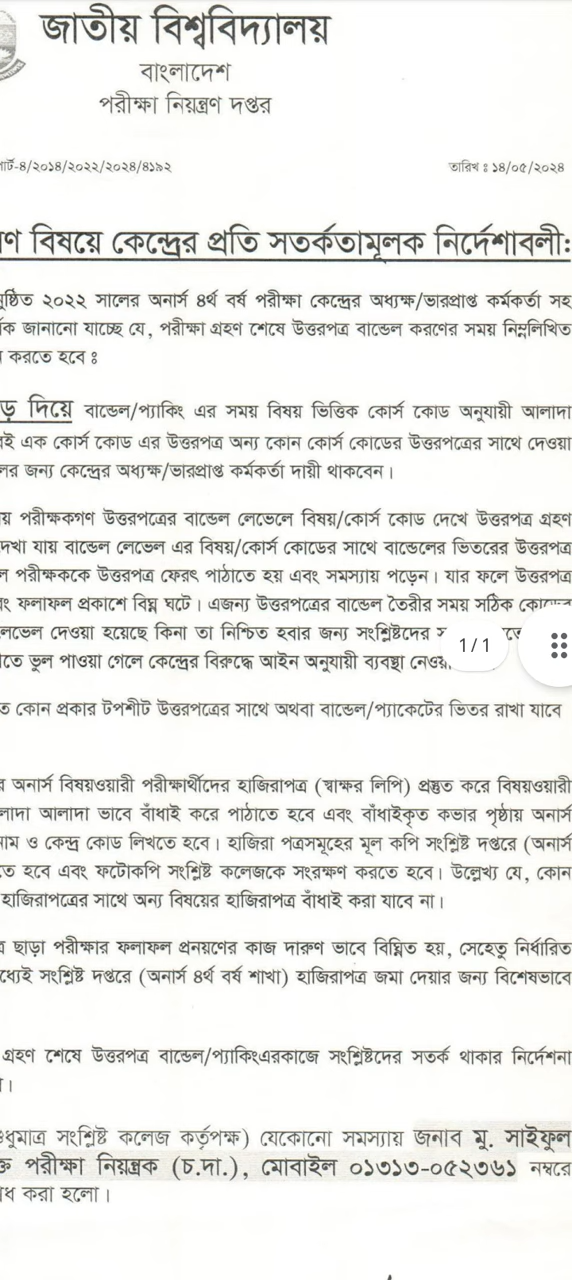 জাতীয় বিশ্ববিদ্যালয়
বাংলাদেশ
পরীক্ষা নিয়ন্ত্রণ দপ্তর
পার্ট-৪/২০১৪/২০২২/২০২৪/৪১৯২ তারিখ ঃ ১৪/০৫/২০২৪
ণ বিষয়ে কেন্দ্রের প্রতি সতর্কতামূলক নির্দেশাবলী:
ষ্ঠিত ২০২২ সালের অনার্স ৪র্থ বর্ষ পরীক্ষা কেন্দ্রের অধ্যক্ষ/ভারপ্রাপ্ত কর্মকর্তা সহ
ক জানানো যাচ্ছে যে, পরীক্ষা গ্রহণ শেষে উত্তরপত্র বান্ডেল করণের সময় নিম্নলিখিত
করতে হবে ঃ
ড় দিয়ে বান্ডেল/প্যাকিং এর সময় বিষয় ভিত্তিক কোর্স কোড অনুযায়ী আলাদা
ই এক কোর্স কোড এর উত্তরপত্র অন্য কোন কোর্স কোডের উত্তরপত্রের সাথে দেওয়া
লের জন্য কেন্দ্রের অধ্যক্ষ/ভারপ্রাপ্ত কর্মকর্তা দায়ী থাকবেন।
য় পরীক্ষকগণ উত্তরপত্রের বান্ডেল লেভেলে বিষয়/কোর্স কোড দেখে উত্তরপত্র গ্রহণ
দেখা যায় বান্ডেল লেভেল এর বিষয়/কোর্স কোডের সাথে বান্ডেলের ভিতরের উত্তরপত্র
ল পরীক্ষককে উত্তরপত্র ফেরৎ পাঠাতে হয় এবং সমস্যায় পড়েন। যার ফলে উত্তরপত্র
ং ফলাফল প্রকাশে বিঘ্ন ঘটে। এজন্য উত্তরপত্রের বান্ডেল তৈরীর সময় সঠিক
লেভেল দেওয়া হয়েছে কিনা তা নিশ্চিত হবার জন্য সংশ্লিষ্টদের
তে ভুল পাওয়া গেলে কেন্দ্রের বিরুদ্ধে আইন অনুযায়ী ব্যবস্থা
1/1
ত কোন প্রকার টপশীট উত্তরপত্রের সাথে অথবা বান্ডেল/প্যাকেটের ভিতর রাখা যাবে
র অনার্স বিষয়ওয়ারী পরীক্ষার্থীদের হাজিরাপত্র (স্বাক্ষর লিপি) প্রস্তুত করে বিষয়ওয়ারী
লাদা আলাদা ভাবে বাঁধাই করে পাঠাতে হবে এবং বাঁধাইকৃত কভার পৃষ্ঠায় অনার্স
নাম ও কেন্দ্র কোড লিখতে হবে। হাজিরা পত্রসমূহের মূল কপি সংশ্লিষ্ট দপ্তরে (অনার্স
তে হবে এবং ফটোকপি সংশ্লিষ্ট কলেজকে সংরক্ষণ করতে হবে। উল্লেখ্য যে, কোন
হাজিরাপত্রের সাথে অন্য বিষয়ের হাজিরাপত্র বাঁধাই করা যাবে না।
ত্র ছাড়া পরীক্ষার ফলাফল প্রনয়ণের কাজ দারুণ ভাবে বিঘ্নিত হয়, সেহেতু নির্ধারিত
ধ্যেই সংশ্লিষ্ট দপ্তরে (অনার্স ৪র্থ বর্ষ শাখা) হাজিরাপত্র জমা দেয়ার জন্য বিশেষভাবে
গ্রহণ শেষে উত্তরপত্র বান্ডেল/প্যাকিংএরকাজে সংশ্লিষ্টদের সতর্ক থাকার নির্দেশনা
।
ধুমাত্র সংশ্লিষ্ট কলেজ কর্তৃপক্ষ) যেকোনো সমস্যায় জনাব মু. সাইফুল
ক্ত পরীক্ষা নিয়ন্ত্রক (চ.দা.), মোবাইল ০১৩১৩-০৫২৩৬১ নম্বরে
ধ করা হলো।